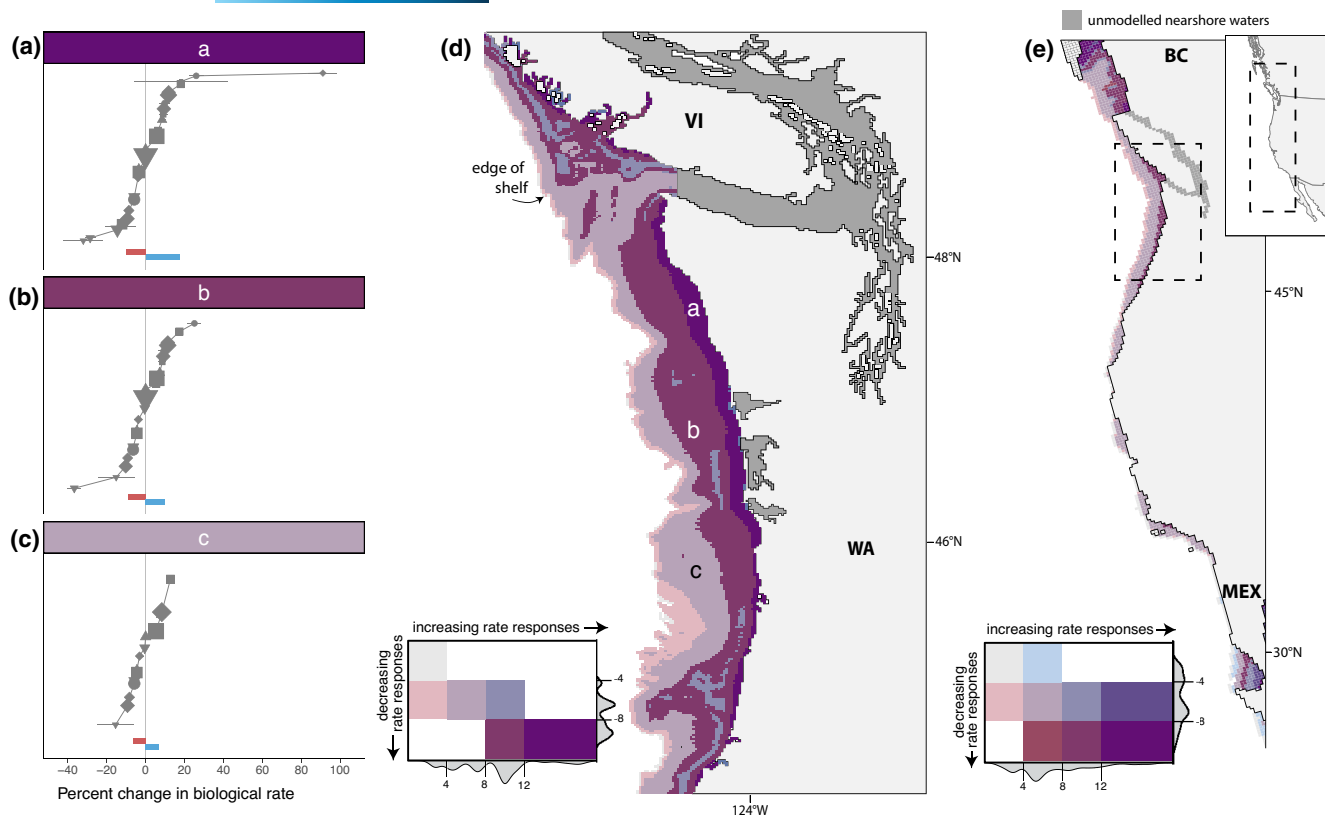 unmodelled nearshore waters
(a)
a
(b)
b
(c)
c
-40
-20
0
20
40
60
80
100
Percent change in biological rate
(d)
VI
edge of
shelf
a
b
c
WA
48°N
46°N
124°W
increasing rate responses
decreasing
rate responses
-4
-8
4
8
12
(e)
BC
45°N
MEX
30°N
increasing rate responses
decreasing
rate responses
-4
-8
4
8
12